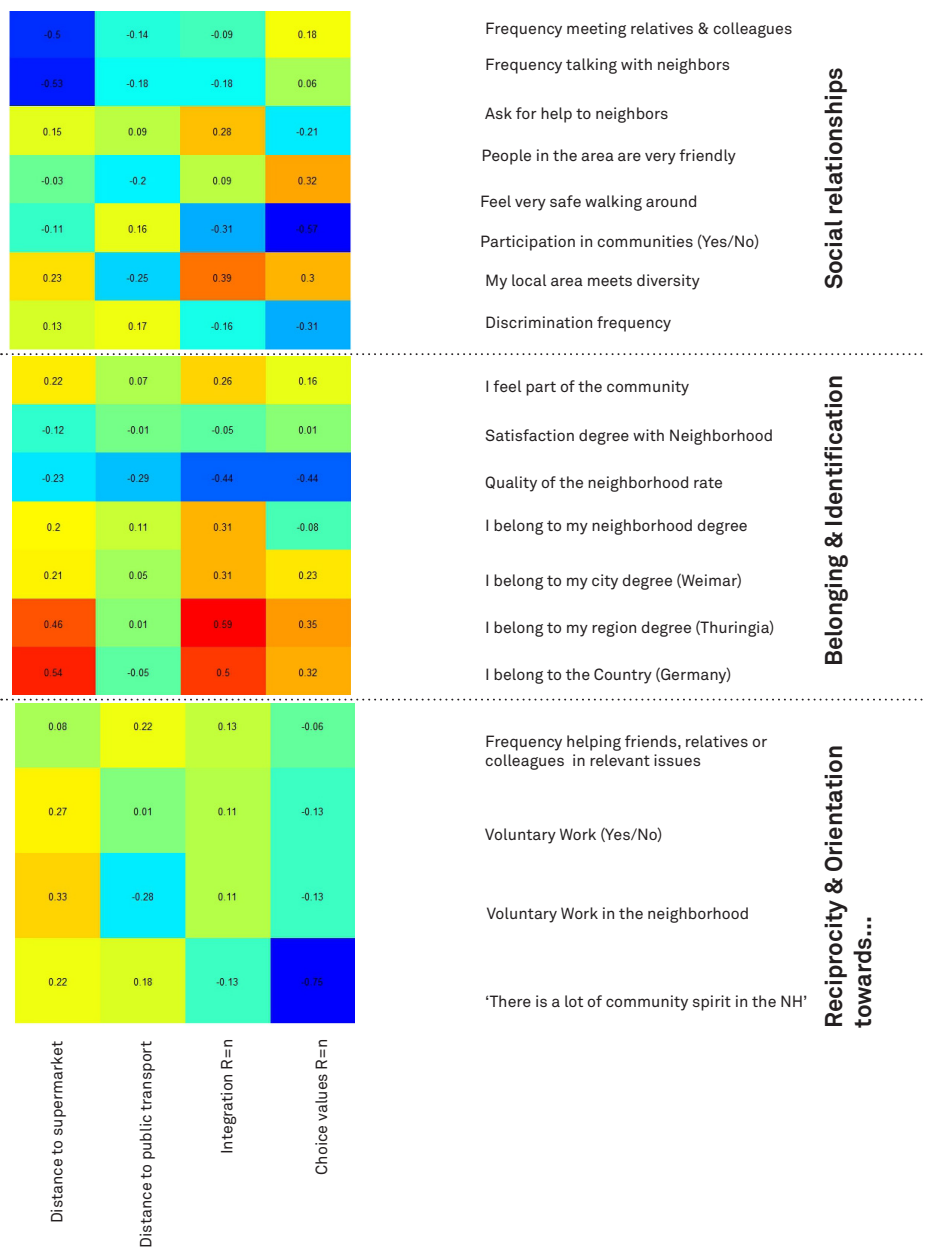 -0.5 -0.14 -0.09 0.18
-0.53 -0.18 -0.18 0.06
0.15 0.09 0.28 -0.21
-0.03 -0.2 0.09 0.32
-0.11 0.16 -0.31 -0.57
0.23 -0.25 0.39 0.3
0.13 0.17 -0.16 -0.31
Frequency meeting relatives & colleagues
Frequency talking with neighbors
Ask for help to neighbors
People in the area are very friendly
Feel very safe walking around
Participation in communities (Yes/No)
My local area meets diversity
Discrimination frequency
Social relationships
0.22 0.07 0.26 0.16
-0.12 -0.01 -0.05 0.01
-0.23 -0.29 -0.44 -0.44
0.2 0.11 0.31 -0.08
0.21 0.05 0.31 0.23
0.46 0.01 0.59 0.35
0.54 -0.05 0.5 0.32
I feel part of the community
Satisfaction degree with Neighborhood
Quality of the neighborhood rate
I belong to my neighborhood degree
I belong to my city degree (Weimar)
I belong to my region degree (Thuringia)
I belong to the Country (Germany)
Belonging & Identification
0.08 0.22 0.13 -0.06
0.27 0.01 0.11 -0.13
0.33 -0.28 0.11 -0.13
0.22 0.18 -0.13 -0.75
Frequency helping friends, relatives or
colleagues in relevant issues
Voluntary Work (Yes/No)
Voluntary Work in the neighborhood
‘There is a lot of community spirit in the NH’
Reciprocity & Orientation
towards...
Distance to supermarket
Distance to public transport
Integration R=n
Choice values R=n